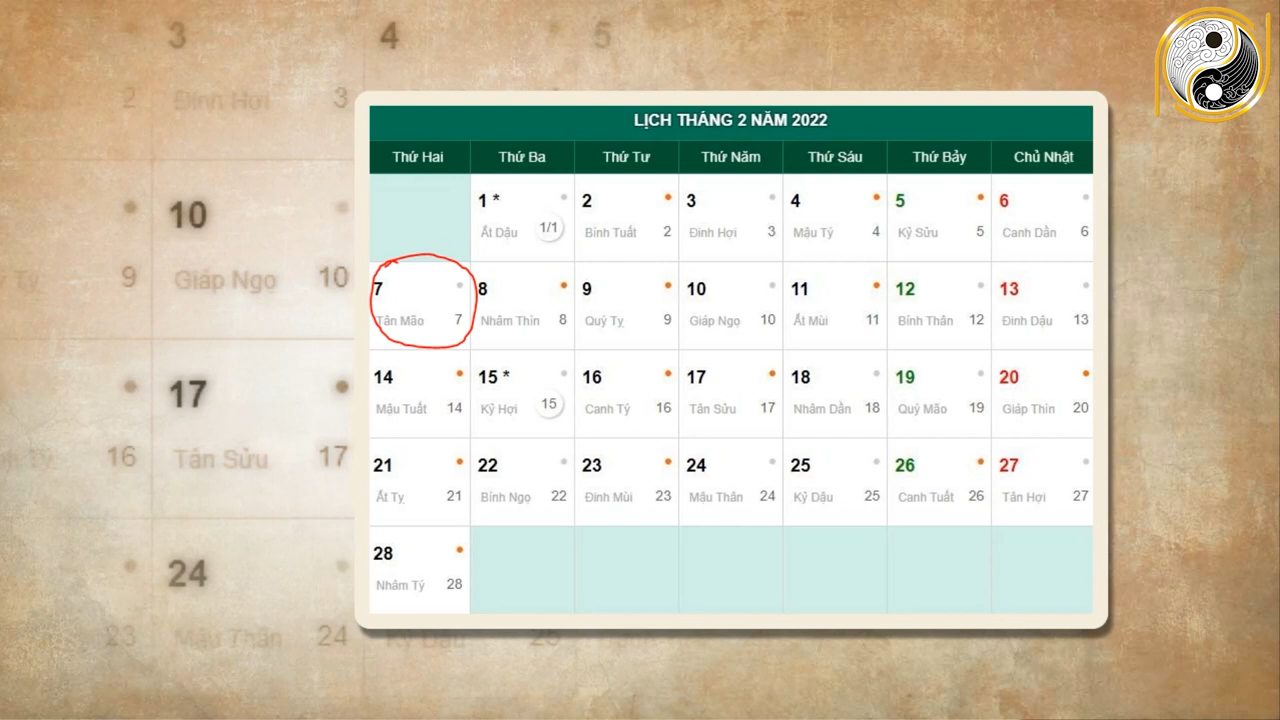 3 4 5
2 Đinh Hợi 3
10
9 Giáp Ngọ 10
17
16 Tân Sửu 17
24
23 Mậu Thân 24 Kỷ Dậu 25
LỊCH THÁNG 2 NĂM 2022
Thứ Hai Thứ Ba Thứ Tư Thứ Năm Thứ Sáu Thứ Bảy Chủ Nhật
1 * 2 3 4 5 6
Ất Dậu 1/1 Bính Tuất 2 Đinh Hợi 3 Mậu Tý 4 Kỷ Sửu 5 Canh Dần 6
7 8 9 10 11 12 13
Tân Mão 7 Nhâm Thìn 8 Quý Tỵ 9 Giáp Ngọ 10 Ất Mùi 11 Bính Thân 12 Đinh Dậu 13
14 15 * 16 17 18 19 20
Mậu Tuất 14 Kỷ Hợi 15 Canh Tý 16 Tân Sửu 17 Nhâm Dần 18 Quý Mão 19 Giáp Thìn 20
21 22 23 24 25 26 27
Ất Tỵ 21 Bính Ngọ 22 Đinh Mùi 23 Mậu Thân 24 Kỷ Dậu 25 Canh Tuất 26 Tân Hợi 27
28
Nhâm Tý 28